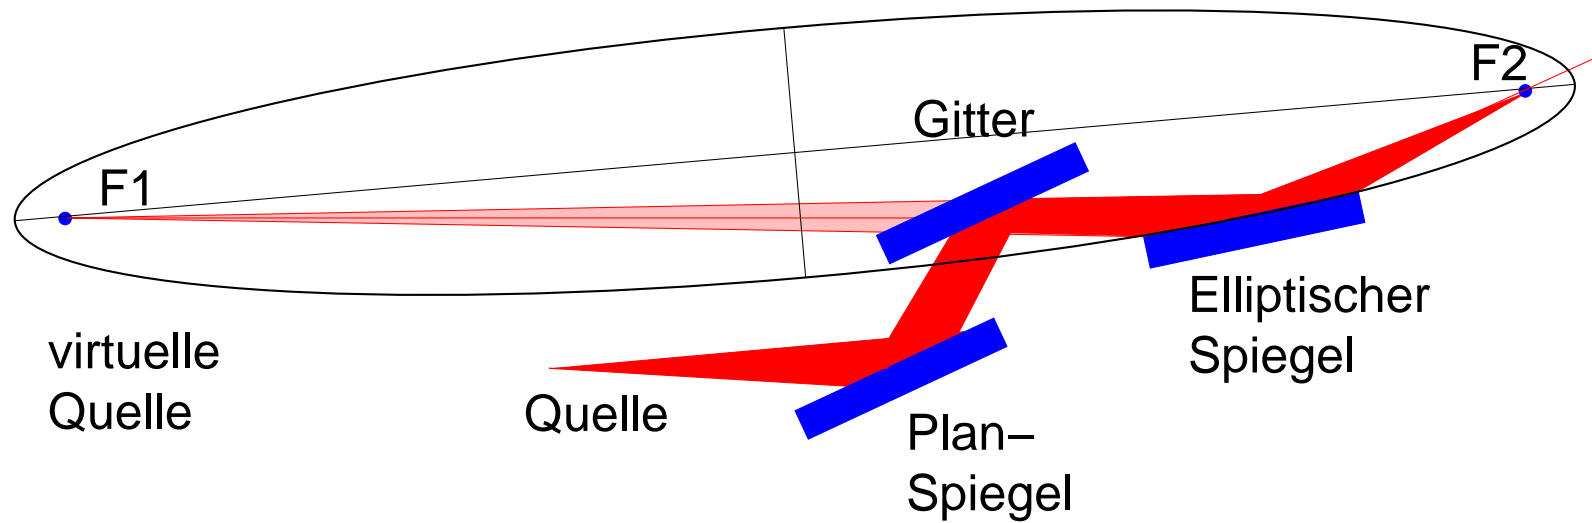 F2
Gitter
F1
Elliptischer
Spiegel
virtuelle
Quelle
Quelle
Plan–
Spiegel